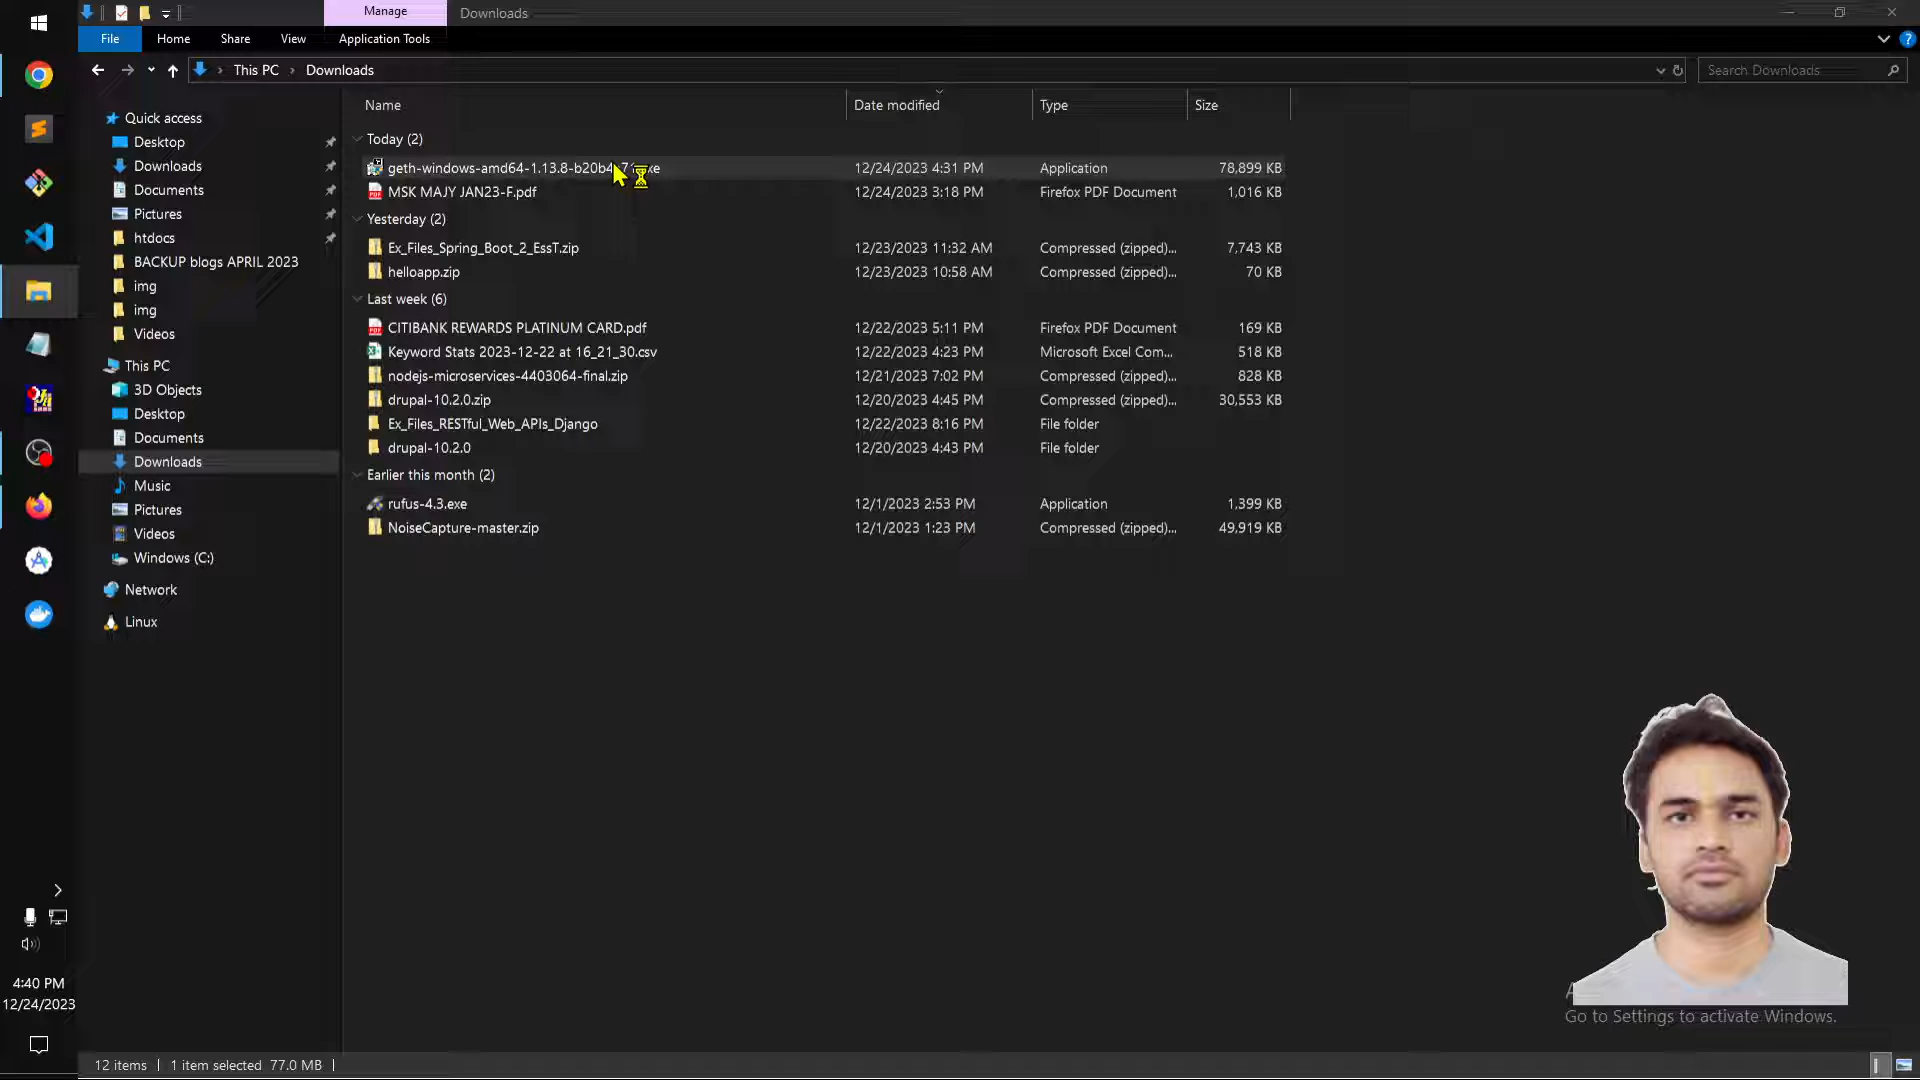 Manage
Downloads
File
Home
Share
View
Application Tools
This PC
Downloads
Search Downloads
Name
Date modified
Type
Size
Quick access
Desktop
Downloads
Documents
Pictures
htdocs
BACKUP blogs APRIL 2023
img
img
Videos
This PC
3D Objects
Desktop
Documents
Downloads
Music
Pictures
Videos
Windows (C:)
Network
Linux
Today (2)
12/24/2023 4:31 PM Application 78,899 KB
MSK MAJY JAN23-F.pdf 12/24/2023 3:18 PM Firefox PDF Document 1,016 KB
Yesterday (2)
Ex_Files_Spring_Boot_2_EssT.zip 12/23/2023 11:32 AM Compressed (zipped)... 7,743 KB
helloapp.zip 12/23/2023 10:58 AM Compressed (zipped)... 70 KB
Last week (6)
CITIBANK REWARDS PLATINUM CARD.pdf 12/22/2023 5:11 PM Firefox PDF Document 169 KB
Keyword Stats 2023-12-22 at 16_21_30.csv 12/22/2023 4:23 PM Microsoft Excel Com... 518 KB
nodejs-microservices-4403064-final.zip 12/21/2023 7:02 PM Compressed (zipped)... 828 KB
drupal-10.2.0.zip 12/20/2023 4:45 PM Compressed (zipped)... 30,553 KB
Ex_Files_RESTful_Web_APIs_Django 12/22/2023 8:16 PM File folder
drupal-10.2.0 12/20/2023 4:43 PM File folder
Earlier this month (2)
rufus-4.3.exe 12/1/2023 2:53 PM Application 1,399 KB
NoiseCapture-master.zip 12/1/2023 1:23 PM Compressed (zipped)... 49,919 KB
4:40 PM
12/24/2023
Go to Settings to activate Windows.
12 items 1 item selected 77.0 MB